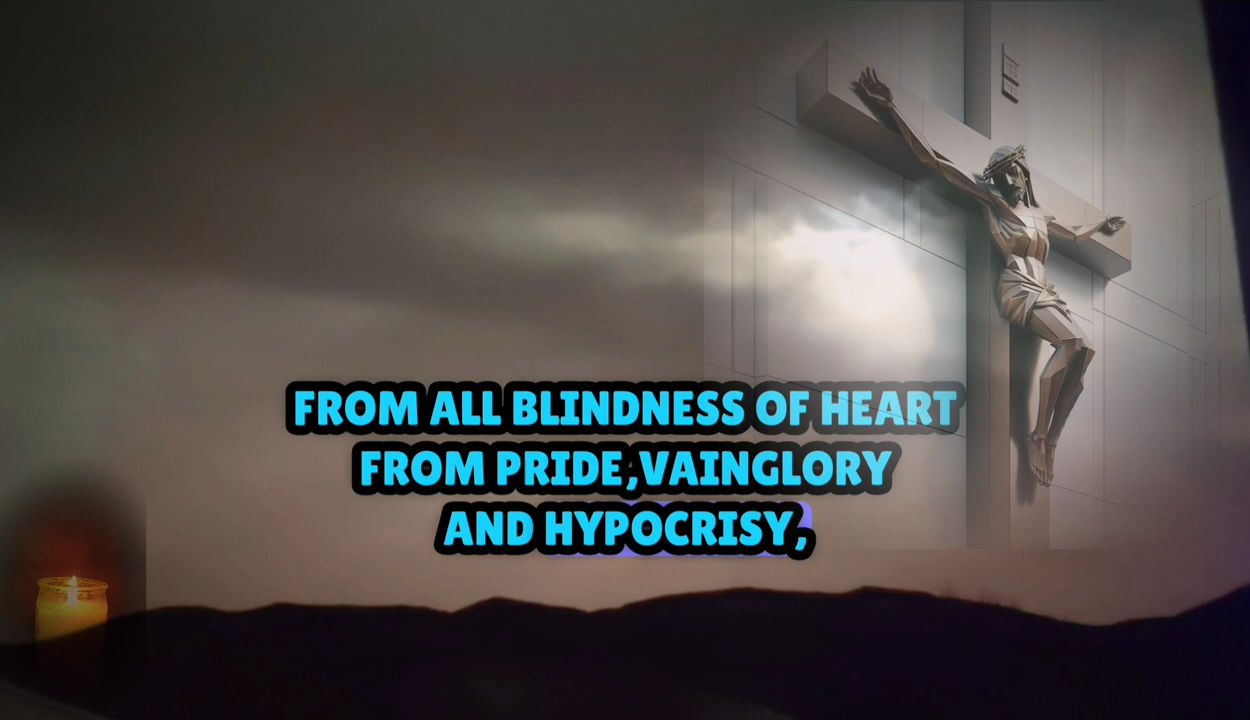 FROM ALL BLINDNESS OF HEART
FROM PRIDE,VAINGLORY
AND HYPOCRISY,